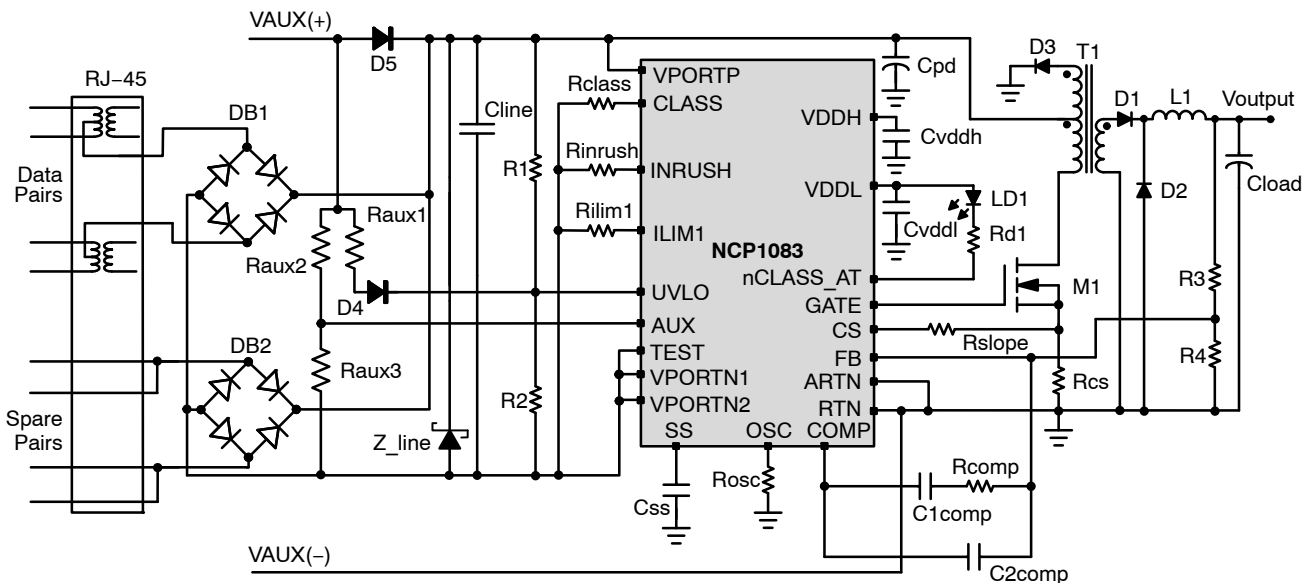 VAUX(+)
D5
RJ–45
DB1
Data
Pairs
Raux1
Raux2
D4
DB2
Raux3
Spare
Pairs
Z_line
Cline
R1
R2
Rclass
Rinrush
Rilim1
VPORTP
CLASS
INRUSH
ILIM1
NCP1083
UVLO
AUX
TEST
VPORTN1
VPORTN2
SS
OSC
COMP
VDDH
VDDL
nCLASS_AT
GATE
CS
FB
ARTN
RTN
Cpd
Cvddh
Cvddl
LD1
Rd1
D3
T1
D1
L1
Voutput
D2
Cload
M1
R3
R4
Rslope
Rcs
Css
Rosc
Rcomp
C1comp
C2comp
VAUX(–)